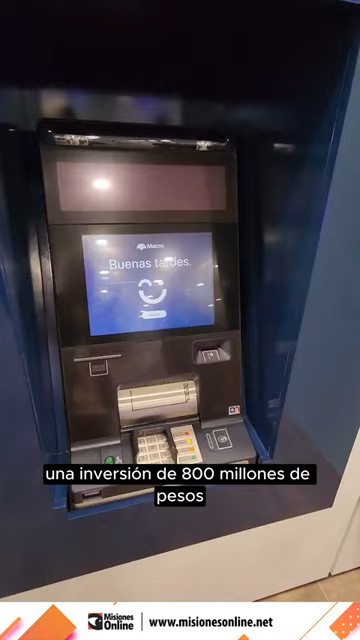 Macro
Buenas tardes.
una inversión de 800 millones de
pesos
Misiones
Online
www.misionesonline.net